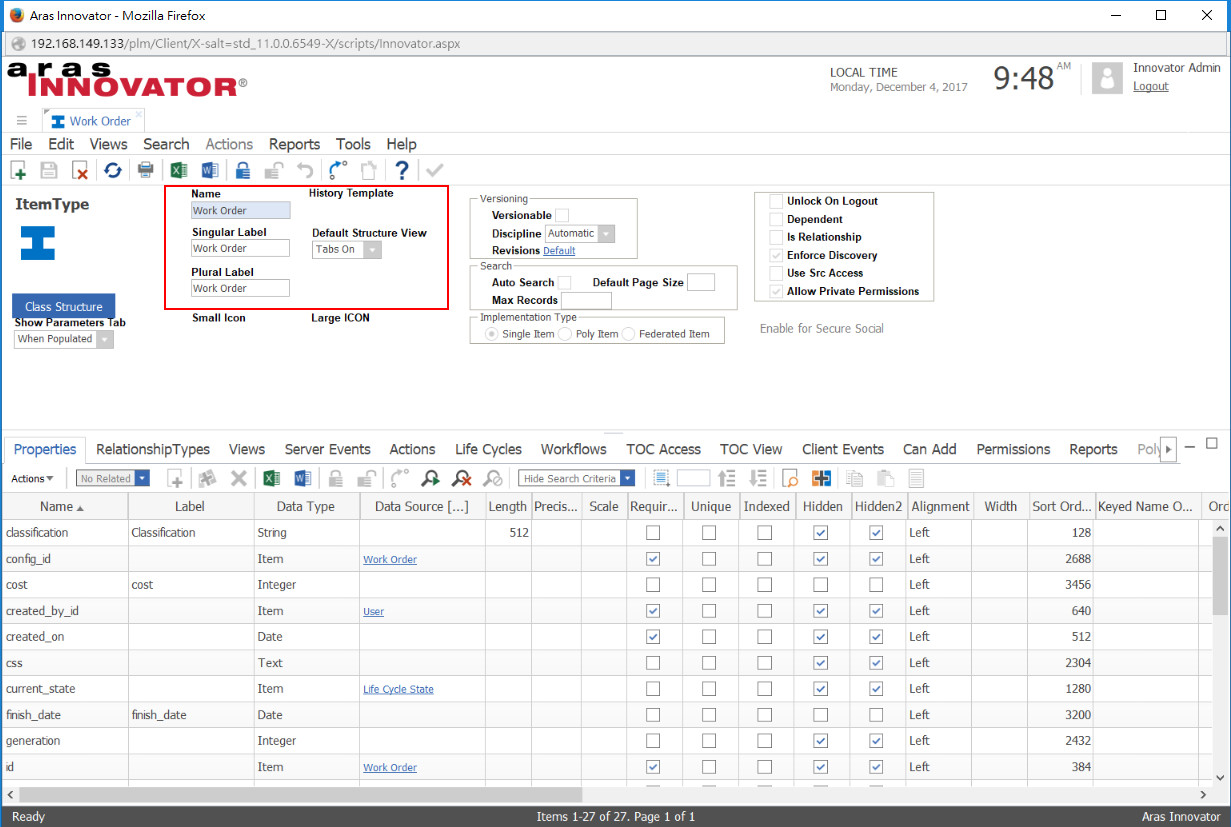 Aras Innovator - Mozilla Firefox
192.168.149.133/plm/Client/X-salt=std_11.0.0.6549-X/scripts/Innovator.aspx
aras
INNOVATOR®
LOCAL TIME
Monday, December 4, 2017
9:48 AM
Innovator Admin
Logout
Work Order
File Edit Views Search Actions Reports Tools Help
ItemType
Class Structure
Show Parameters Tab
When Populated
Name
Work Order
History Template
Singular Label
Work Order
Default Structure View
Tabs On
Plural Label
Work Order
Small Icon
Large ICON
Versioning
Versionable
Discipline Automatic
Revisions Default
Search
Auto Search Default Page Size
Max Records
Implementation Type
Single Item Poly Item Federated Item
Unlock On Logout
Dependent
Is Relationship
Enforce Discovery
Use Src Access
Allow Private Permissions
Enable for Secure Social
Properties RelationshipTypes Views Server Events Actions Life Cycles Workflows TOC Access TOC View Client Events Can Add Permissions Reports Poly
Actions No Related Hide Search Criteria
Name Label Data Type Data Source [...] Length Precis... Scale Requir... Unique Indexed Hidden Hidden2 Alignment Width Sort Ord... Keyed Name O... Ord
classification Classification String 512 Left 128
config_id Item Work Order Left 2688
cost cost Integer Left 3456
created_by_id Item User Left 640
created_on Date Left 512
css Text Left 2304
current_state Item Life Cycle State Left 1280
finish_date finish_date Date Left 3200
generation Integer Left 2432
id Item Work Order Left 384
Ready Items 1-27 of 27. Page 1 of 1 Aras Innovator